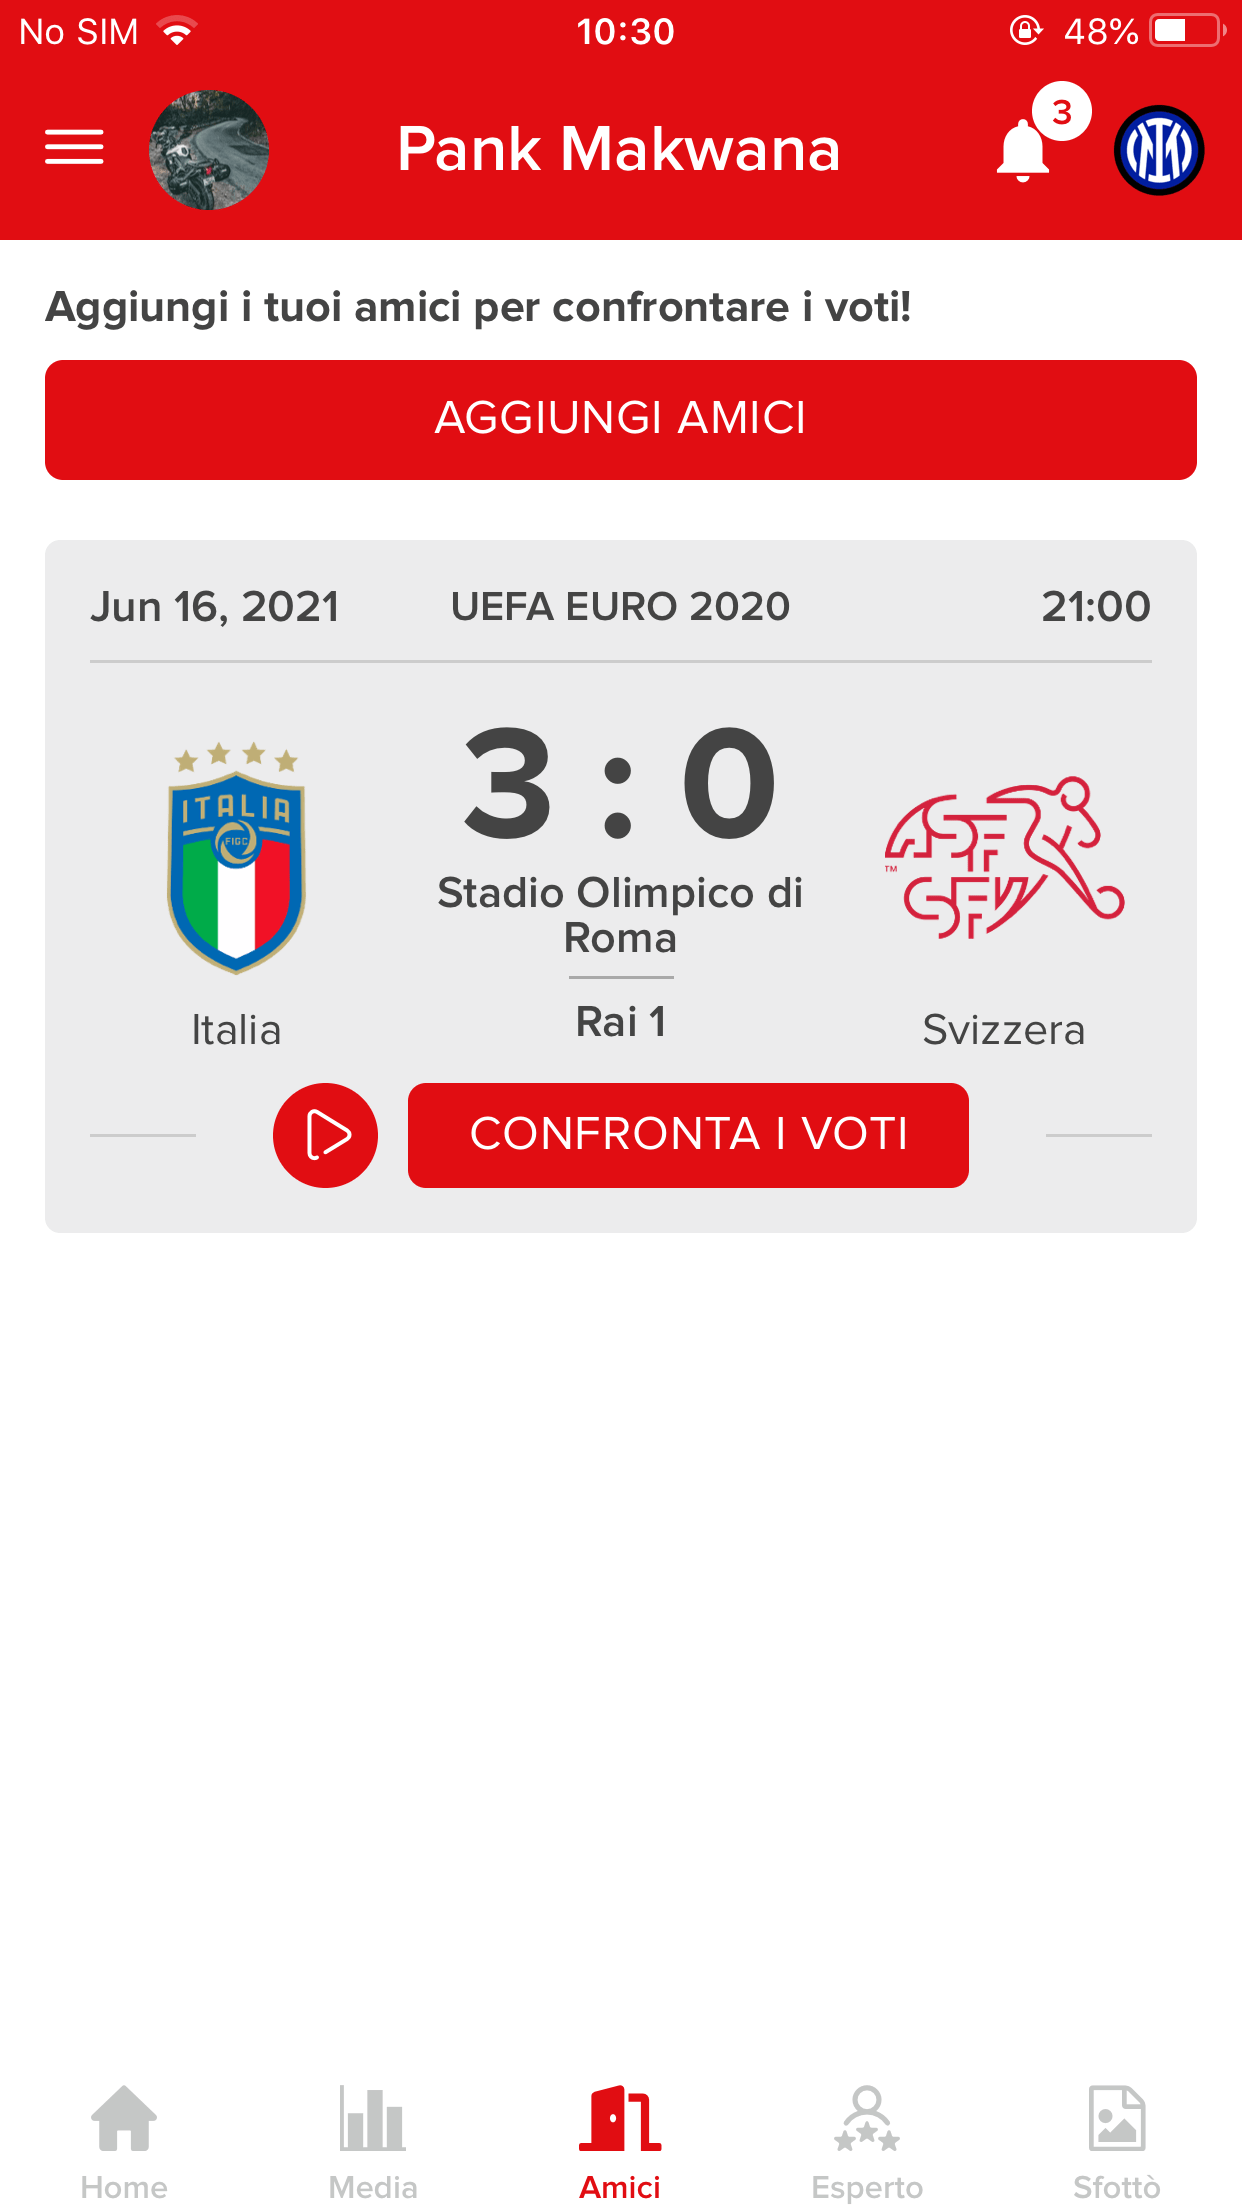 No SIM 10:30 48%
Pank Makwana 3
Aggiungi i tuoi amici per confrontare i voti!
AGGIUNGI AMICI
Jun 16, 2021 UEFA EURO 2020 21:00
3 : 0
ITALIA
FIGC
ASF
SFV
TM
Stadio Olimpico di
Roma
Rai 1
Italia Svizzera
CONFRONTA I VOTI
Home Media Amici Esperto Sfottò